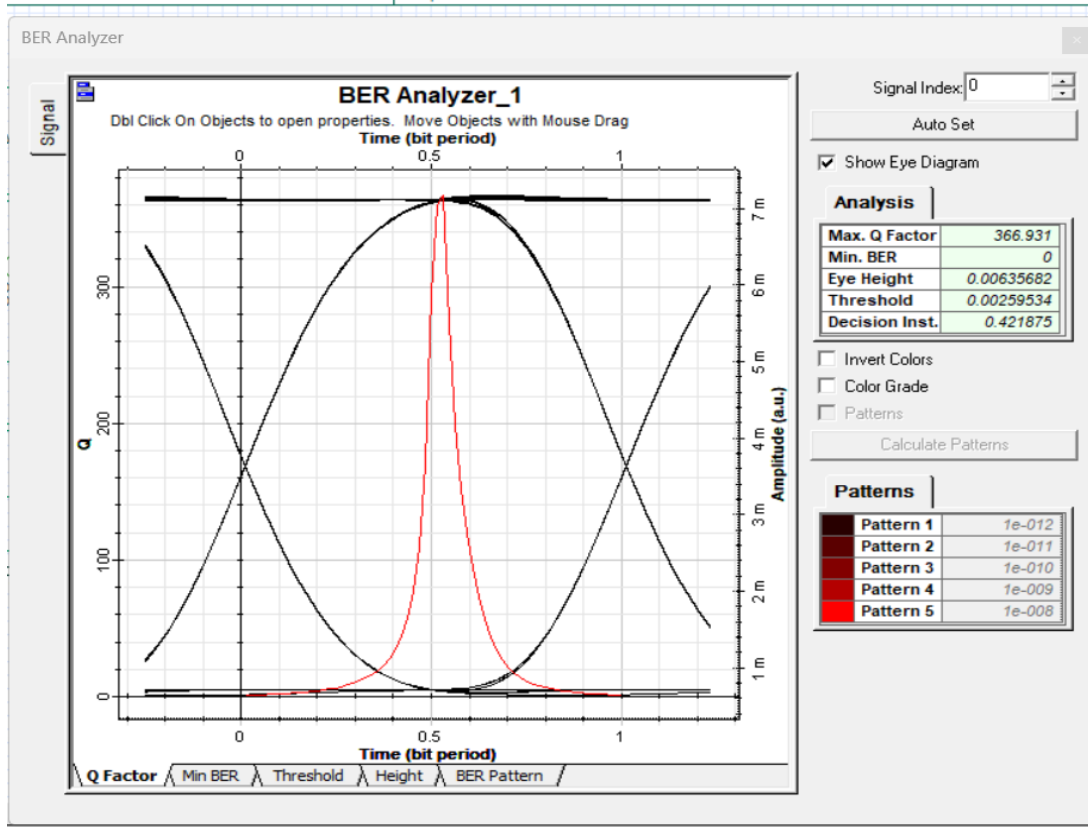 BER Analyzer
Signal
BER Analyzer_1
Dbl Click On Objects to open properties. Move Objects with Mouse Drag
Time (bit period)
0 0.5 1
Q
0 100 200 300
Amplitude (a.u.)
1 m 2 m 3 m 4 m 5 m 6 m 7 m
0 0.5 1
Time (bit period)
Q Factor Min BER Threshold Height BER Pattern
Signal Index: 0
Auto Set
Show Eye Diagram
Analysis
Max. Q Factor 366.931
Min. BER 0
Eye Height 0.00635682
Threshold 0.00259534
Decision Inst. 0.421875
Invert Colors
Color Grade
Patterns
Calculate Patterns
Patterns
Pattern 1 1e-012
Pattern 2 1e-011
Pattern 3 1e-010
Pattern 4 1e-009
Pattern 5 1e-008